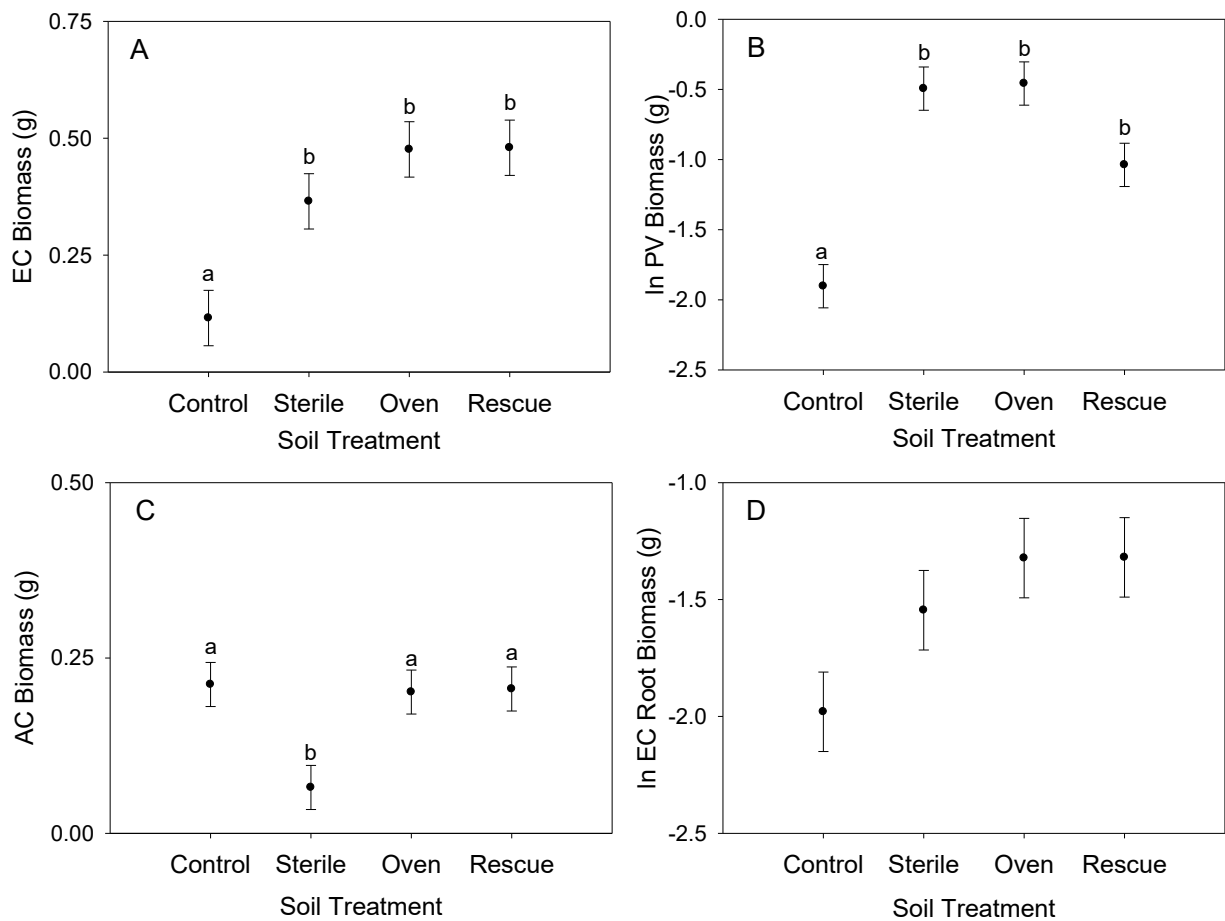 A
EC Biomass (g)
0.75
0.50
0.25
0.00
a
b
b
b
Control Sterile Oven Rescue
Soil Treatment
B
ln PV Biomass (g)
0.0
-0.5
-1.0
-1.5
-2.0
-2.5
a
b
b
b
Control Sterile Oven Rescue
Soil Treatment
C
AC Biomass (g)
0.50
0.25
0.00
a
b
a
a
Control Sterile Oven Rescue
Soil Treatment
D
ln EC Root Biomass (g)
-1.0
-1.5
-2.0
-2.5
Control Sterile Oven Rescue
Soil Treatment